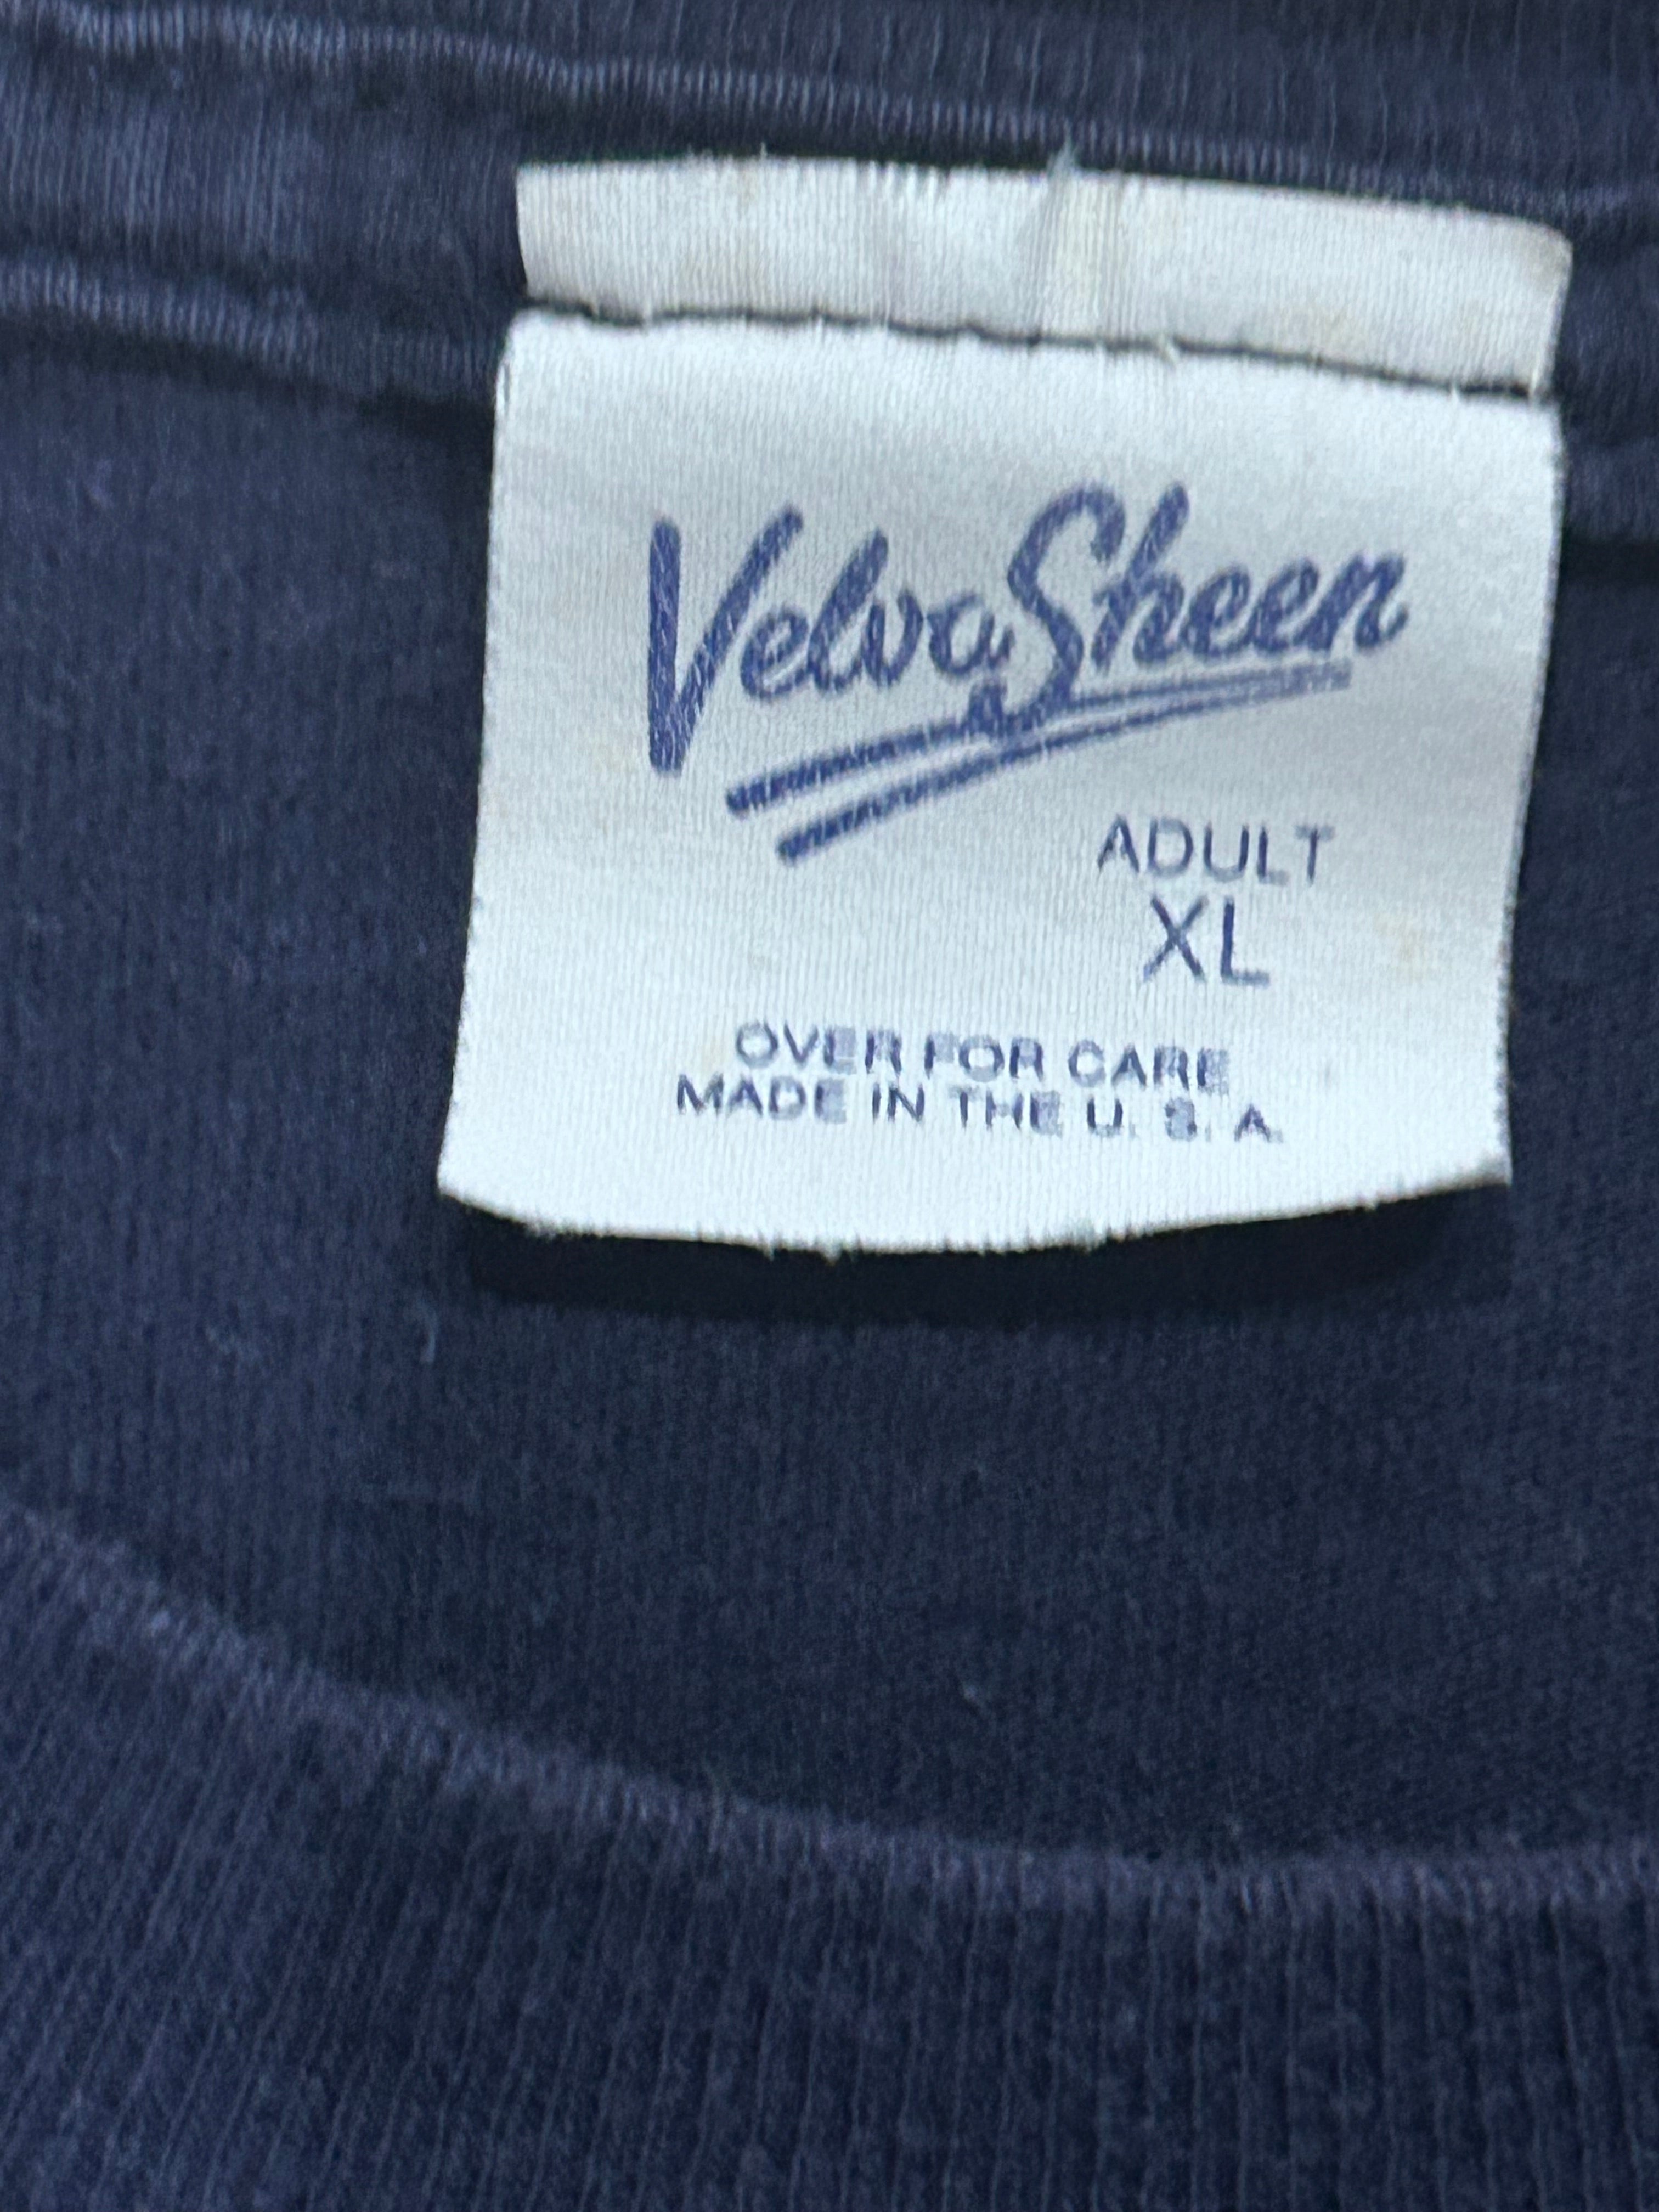 VelvaSheen
ADULT
XL
OVER FOR CARE
MADE IN THE U. S. A.